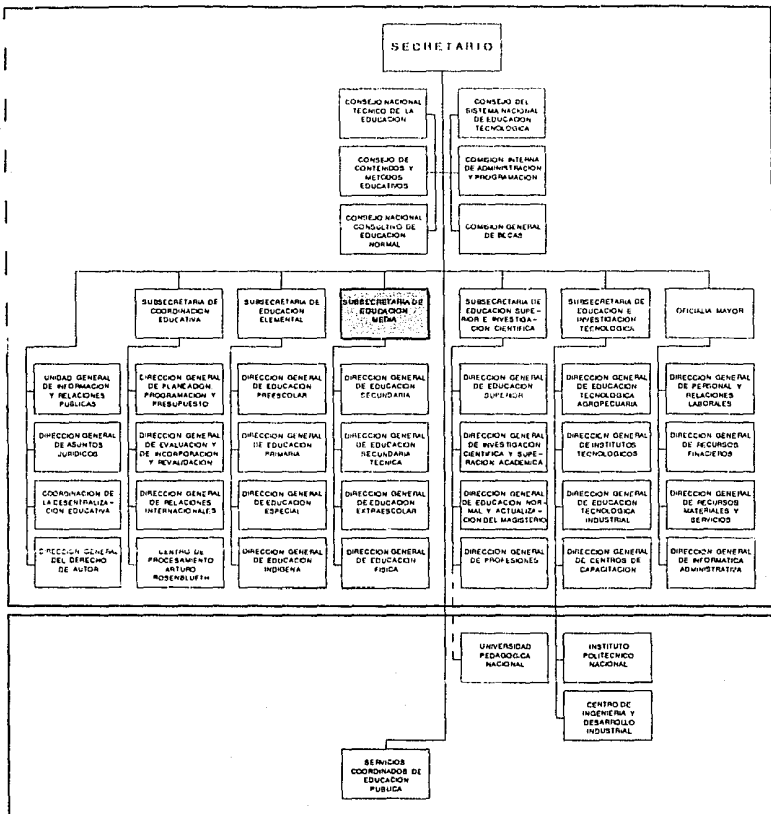 SECRETARIO
CONSEJO NACIONAL
TECNICO DE LA
EDUCACION
CONSEJO DEL
SISTEMA NACIONAL
DE EDUCACION
TECNOLOGICA
CONSEJO DE
CONTENIDOS Y
METODOS
EDUCATIVOS
COMISION INTERNA
DE ADMINISTRACION
Y PROGRAMACION
CONSEJO NACIONAL
CONSULTIVO DE
EDUCACION
NORMAL
COMISION GENERAL
DE BECAS
SUBSECRETARIA DE
COORDINACION
EDUCATIVA
SUBSECRETARIA DE
EDUCACION
ELEMENTAL
SUBSECRETARIA DE
EDUCACION
MEDIA
SUBSECRETARIA DE
EDUCACION SUPE-
RIOR E INVESTIGA-
CION CIENTIFICA
SUBSECRETARIA DE
EDUCACION E
INVESTIGACION
TECNOLOGICA
OFICIALIA MAYOR
UNIDAD GENERAL
DE INFORMACION
Y RELACIONES
PUBLICAS
DIRECCION GENERAL
DE PLANEACION,
PROGRAMACION Y
PRESUPUESTO
DIRECCION GENERAL
DE EDUCACION
PREESCOLAR
DIRECCION GENERAL
DE EDUCACION
SECUNDARIA
DIRECCION GENERAL
DE EDUCACION
SUPERIOR
DIRECCION GENERAL
DE EDUCACION
TECNOLOGICA
AGROPECUARIA
DIRECCION GENERAL
DE PERSONAL Y
RELACIONES
LABORALES
DIRECCION GENERAL
DE ASUNTOS
JURIDICOS
DIRECCION GENERAL
DE EVALUACION Y
DE INCORPORACION
Y REVALIDACION
DIRECCION GENERAL
DE EDUCACION
PRIMARIA
DIRECCION GENERAL
DE EDUCACION
SECUNDARIA
TECNICA
DIRECCION GENERAL
DE INVESTIGACION
CIENTIFICA Y SUPE-
RACION ACADEMICA
DIRECCION GENERAL
DE INSTITUTOS
TECNOLOGICOS
DIRECCION GENERAL
DE RECURSOS
FINACIEROS
COORDINACION DE
LA DESENTRALIZA-
CION EDUCATIVA
DIRECCION GENERAL
DE RELACIONES
INTERNACIONALES
DIRECCION GENERAL
DE EDUCACION
ESPECIAL
DIRECCION GENERAL
DE EDUCACION
EXTRAESCOLAR
DIRECCION GENERAL
DE EDUCACION NOR-
MAL Y ACTUALIZA-
CION DEL MAGISTERIO
DIRECCION GENERAL
DE EDUCACION
TECNOLOGICA
INDUSTRIAL
DIRECCION GENERAL
DE RECURSOS
MATERIALES Y
SERVICIOS
DIRECCION GENERAL
DEL DERECHO
DE AUTOR
CENTRO DE
PROCESAMIENTO
ARTURO
ROSENBLUETH
DIRECCION GENERAL
DE EDUCACION
INDIGENA
DIRECCION GENERAL
DE EDUCACION
FISICA
DIRECCION GENERAL
DE PROFESIONES
DIRECCION GENERAL
DE CENTROS DE
CAPACITACION
DIRECCION GENERAL
DE INFORMATICA
ADMINISTRATIVA
UNIVERSIDAD
PEDAGOGICA
NACIONAL
INSTITUTO
POLITECNICO
NACIONAL
CENTRO DE
INGENIERIA Y
DESARROLLO
INDUSTRIAL
SERVICIOS
COORDINADOS DE
EDUCACION
PUBLICA